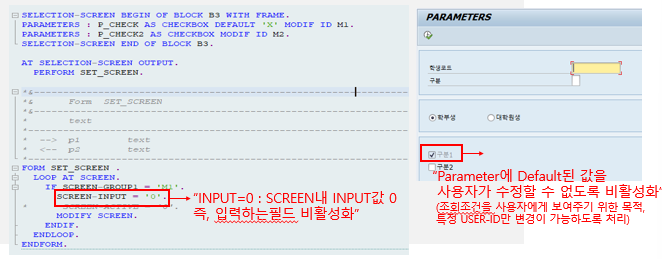 SELECTION-SCREEN BEGIN OF BLOCK B3 WITH FRAME.
PARAMETERS : P_CHECK AS CHECKBOX DEFAULT 'X' MODIF ID M1.
PARAMETERS : P_CHECK2 AS CHECKBOX MODIF ID M2.
SELECTION-SCREEN END OF BLOCK B3.
AT SELECTION-SCREEN OUTPUT.
PERFORM SET_SCREEN.
*&---------------------------------------------------------------------
*& Form SET_SCREEN
*&---------------------------------------------------------------------
* text
*----------------------------------------------------------------------
* --> p1 text
* <-- p2 text
*----------------------------------------------------------------------
FORM SET_SCREEN .
LOOP AT SCREEN.
IF SCREEN-GROUP1 = 'M1'.
SCREEN-INPUT = '0'.
MODIFY SCREEN.
ENDIF.
ENDLOOP.
ENDFORM.
"INPUT=0 : SCREEN내 INPUT값 0
즉, 입력하는필드 비활성화"
PARAMETERS
학생코드
구분
학부생 대학원생
구분1
구분2
"Parameter에 Default된 값을
사용자가 수정할 수 없도록 비활성화"
(조회조건을 사용자에게 보여주기 위한 목적,
특정 USER-ID만 변경이 가능하도록 처리)